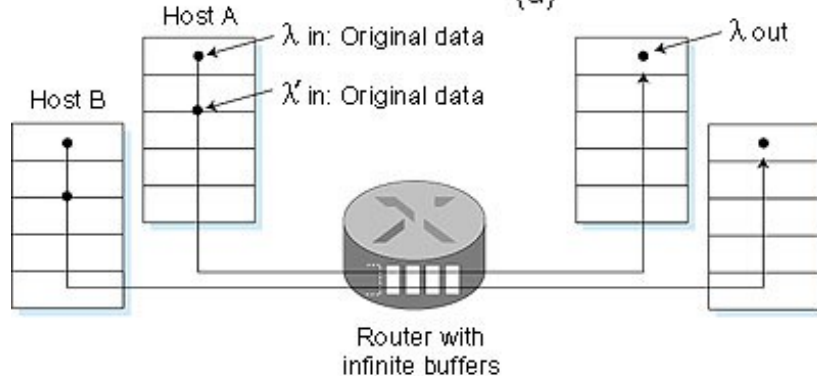 (a)
Host A
λ in: Original data
λ out
λ′ in: Original data
Host B
Router with
infinite buffers